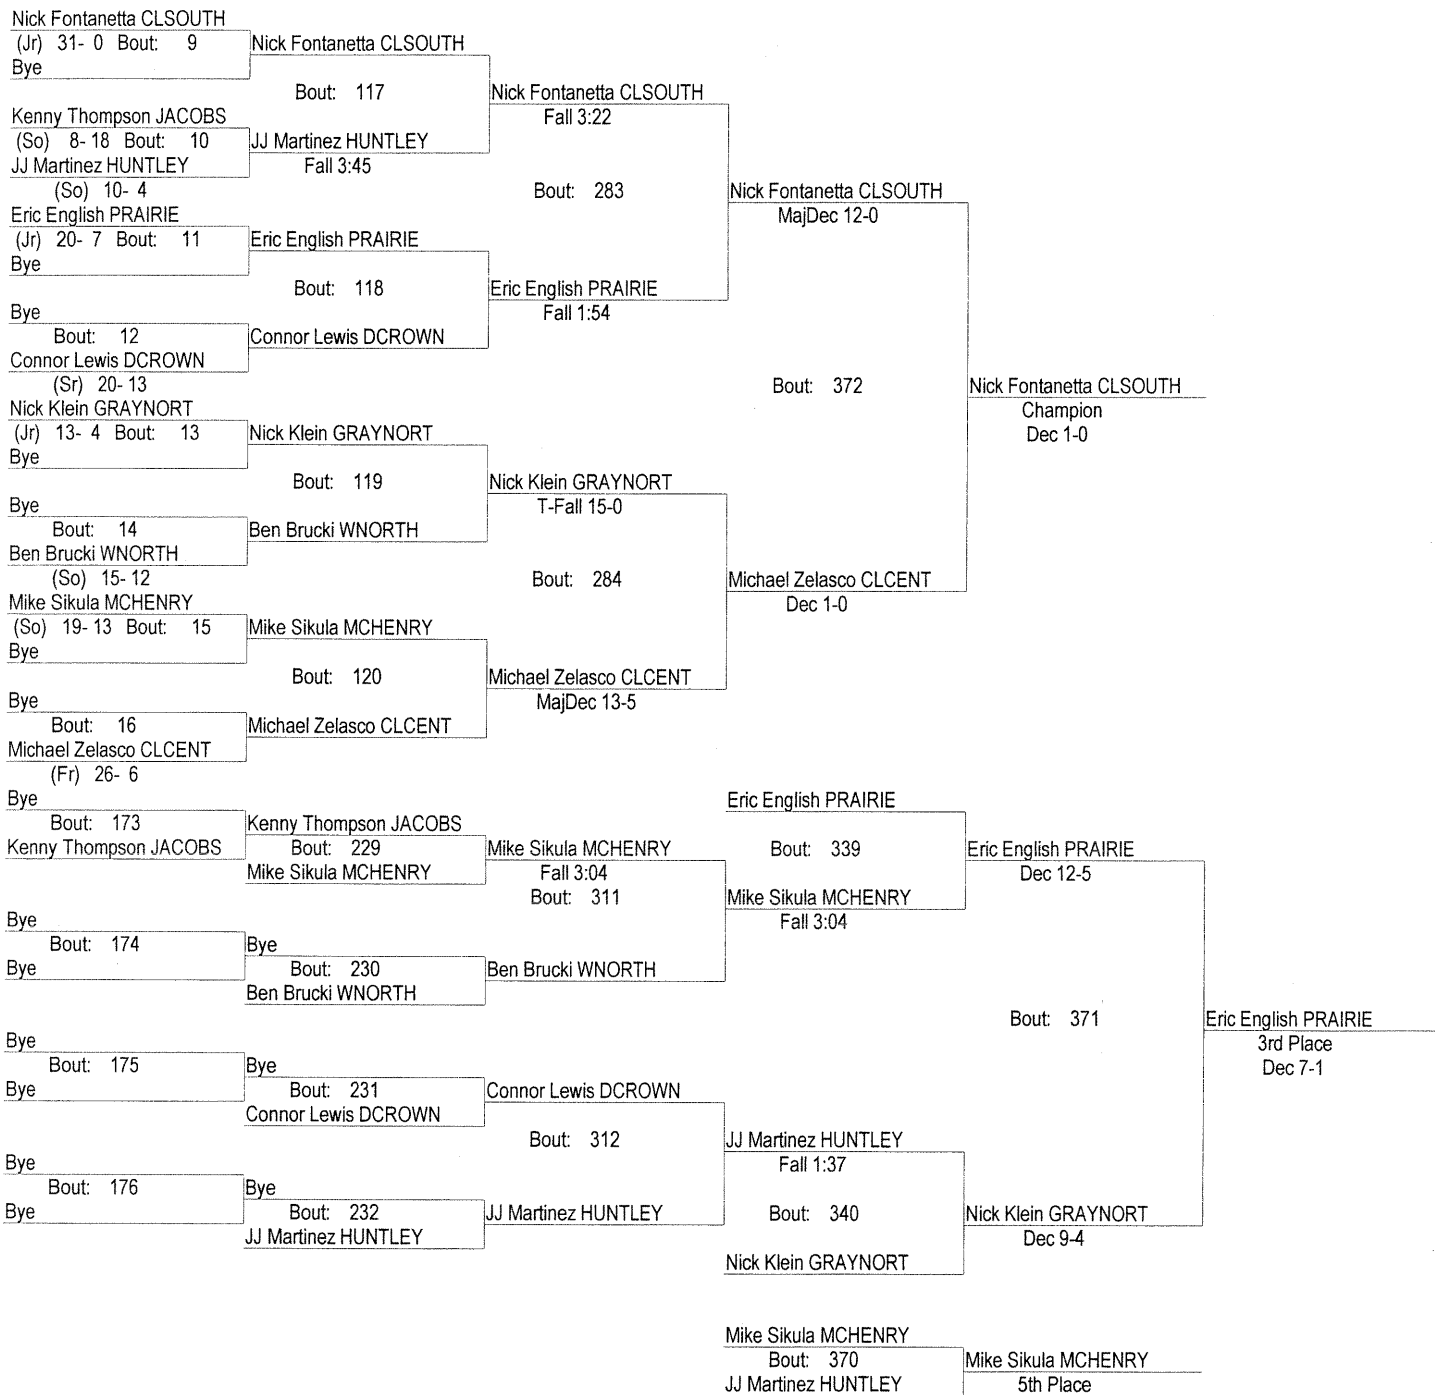 Nick Fontanetta CLSOUTH
(Jr) 31- 0 Bout: 9
Bye
Nick Fontanetta CLSOUTH
Bout: 117
Kenny Thompson JACOBS
(So) 8- 18 Bout: 10
JJ Martinez HUNTLEY
(So) 10- 4
JJ Martinez HUNTLEY
Fall 3:45
Nick Fontanetta CLSOUTH
Fall 3:22
Bout: 283
Eric English PRAIRIE
(Jr) 20- 7 Bout: 11
Bye
Eric English PRAIRIE
Bout: 118
Bye
Bout: 12
Connor Lewis DCROWN
(Sr) 20- 13
Connor Lewis DCROWN
Eric English PRAIRIE
Fall 1:54
Nick Fontanetta CLSOUTH
MajDec 12-0
Bout: 372
Nick Fontanetta CLSOUTH
Champion
Dec 1-0
Nick Klein GRAYNORT
(Jr) 13- 4 Bout: 13
Bye
Nick Klein GRAYNORT
Bout: 119
Bye
Bout: 14
Ben Brucki WNORTH
(So) 15- 12
Ben Brucki WNORTH
Nick Klein GRAYNORT
T-Fall 15-0
Bout: 284
Mike Sikula MCHENRY
(So) 19- 13 Bout: 15
Bye
Mike Sikula MCHENRY
Bout: 120
Bye
Bout: 16
Michael Zelasco CLCENT
(Fr) 26- 6
Michael Zelasco CLCENT
Michael Zelasco CLCENT
MajDec 13-5
Michael Zelasco CLCENT
Dec 1-0
Bye
Bout: 173
Kenny Thompson JACOBS
Kenny Thompson JACOBS
Bout: 229
Mike Sikula MCHENRY
Mike Sikula MCHENRY
Fall 3:04
Bout: 311
Bye
Bout: 174
Bye
Bye
Bout: 230
Ben Brucki WNORTH
Ben Brucki WNORTH
Eric English PRAIRIE
Bout: 339
Mike Sikula MCHENRY
Fall 3:04
Eric English PRAIRIE
Dec 12-5
Bout: 371
Eric English PRAIRIE
3rd Place
Dec 7-1
Bye
Bout: 175
Bye
Bye
Bout: 231
Connor Lewis DCROWN
Connor Lewis DCROWN
Bout: 312
Bye
Bout: 176
Bye
Bye
Bout: 232
JJ Martinez HUNTLEY
JJ Martinez HUNTLEY
JJ Martinez HUNTLEY
Fall 1:37
Bout: 340
Nick Klein GRAYNORT
Nick Klein GRAYNORT
Dec 9-4
Mike Sikula MCHENRY
Bout: 370
JJ Martinez HUNTLEY
Mike Sikula MCHENRY
5th Place